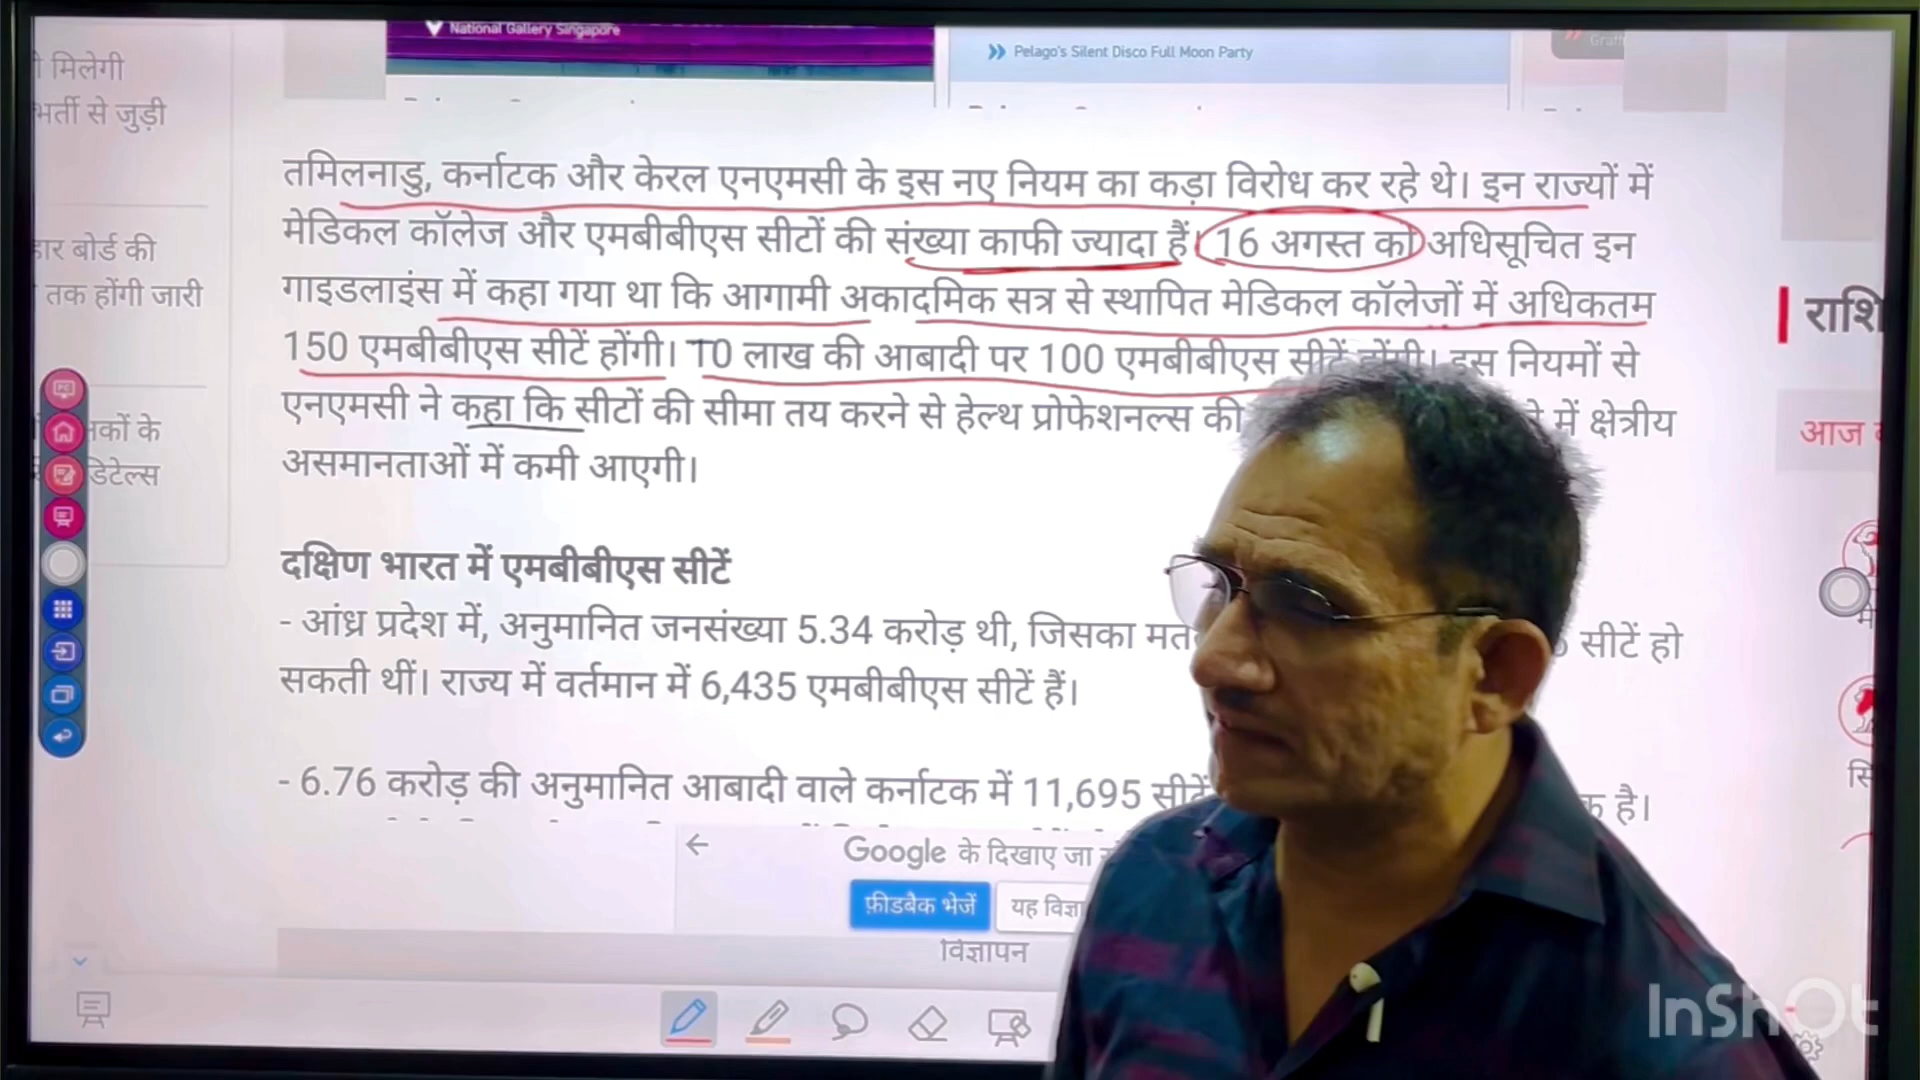 National Gallery Singapore
Pelago's Silent Disco Full Moon Party
मिलेगी
भर्ती से जुड़ी
बोर्ड की
तक होंगी जारी
के
डिटेल्स
तमिलनाडु, कर्नाटक और केरल एनएमसी के इस नए नियम का कड़ा विरोध कर रहे थे। इन राज्यों में
मेडिकल कॉलेज और एमबीबीएस सीटों की संख्या काफी ज्यादा हैं। 16 अगस्त को अधिसूचित इन
गाइडलाइंस में कहा गया था कि आगामी अकादमिक सत्र से स्थापित मेडिकल कॉलेजों में अधिकतम
150 एमबीबीएस सीटें होंगी। 10 लाख की आबादी पर 100 एमबीबीएस सीटें होंगी। इस नियमों से
एनएमसी ने कहा कि सीटों की सीमा तय करने से हेल्थ प्रोफेशनल्स की में क्षेत्रीय
असमानताओं में कमी आएगी।
दक्षिण भारत में एमबीबीएस सीटें
- आंध्र प्रदेश में, अनुमानित जनसंख्या 5.34 करोड़ थी, जिसका सीटें हो
सकती थीं। राज्य में वर्तमान में 6,435 एमबीबीएस सीटें हैं।
- 6.76 करोड़ की अनुमानित आबादी वाले कर्नाटक में 11,695 सीटें है।
Google के दिखाए जा
फ़ीडबैक भेजें
यह
विज्ञापन
आज
InShOt